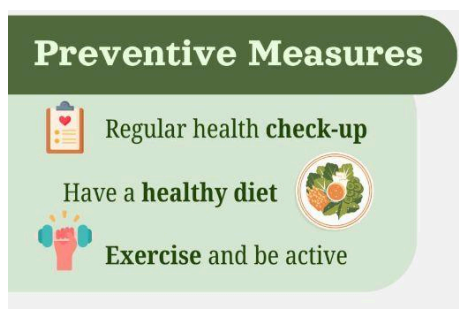 Preventive Measures
Regular health check-up
Have a healthy diet
Exercise and be active